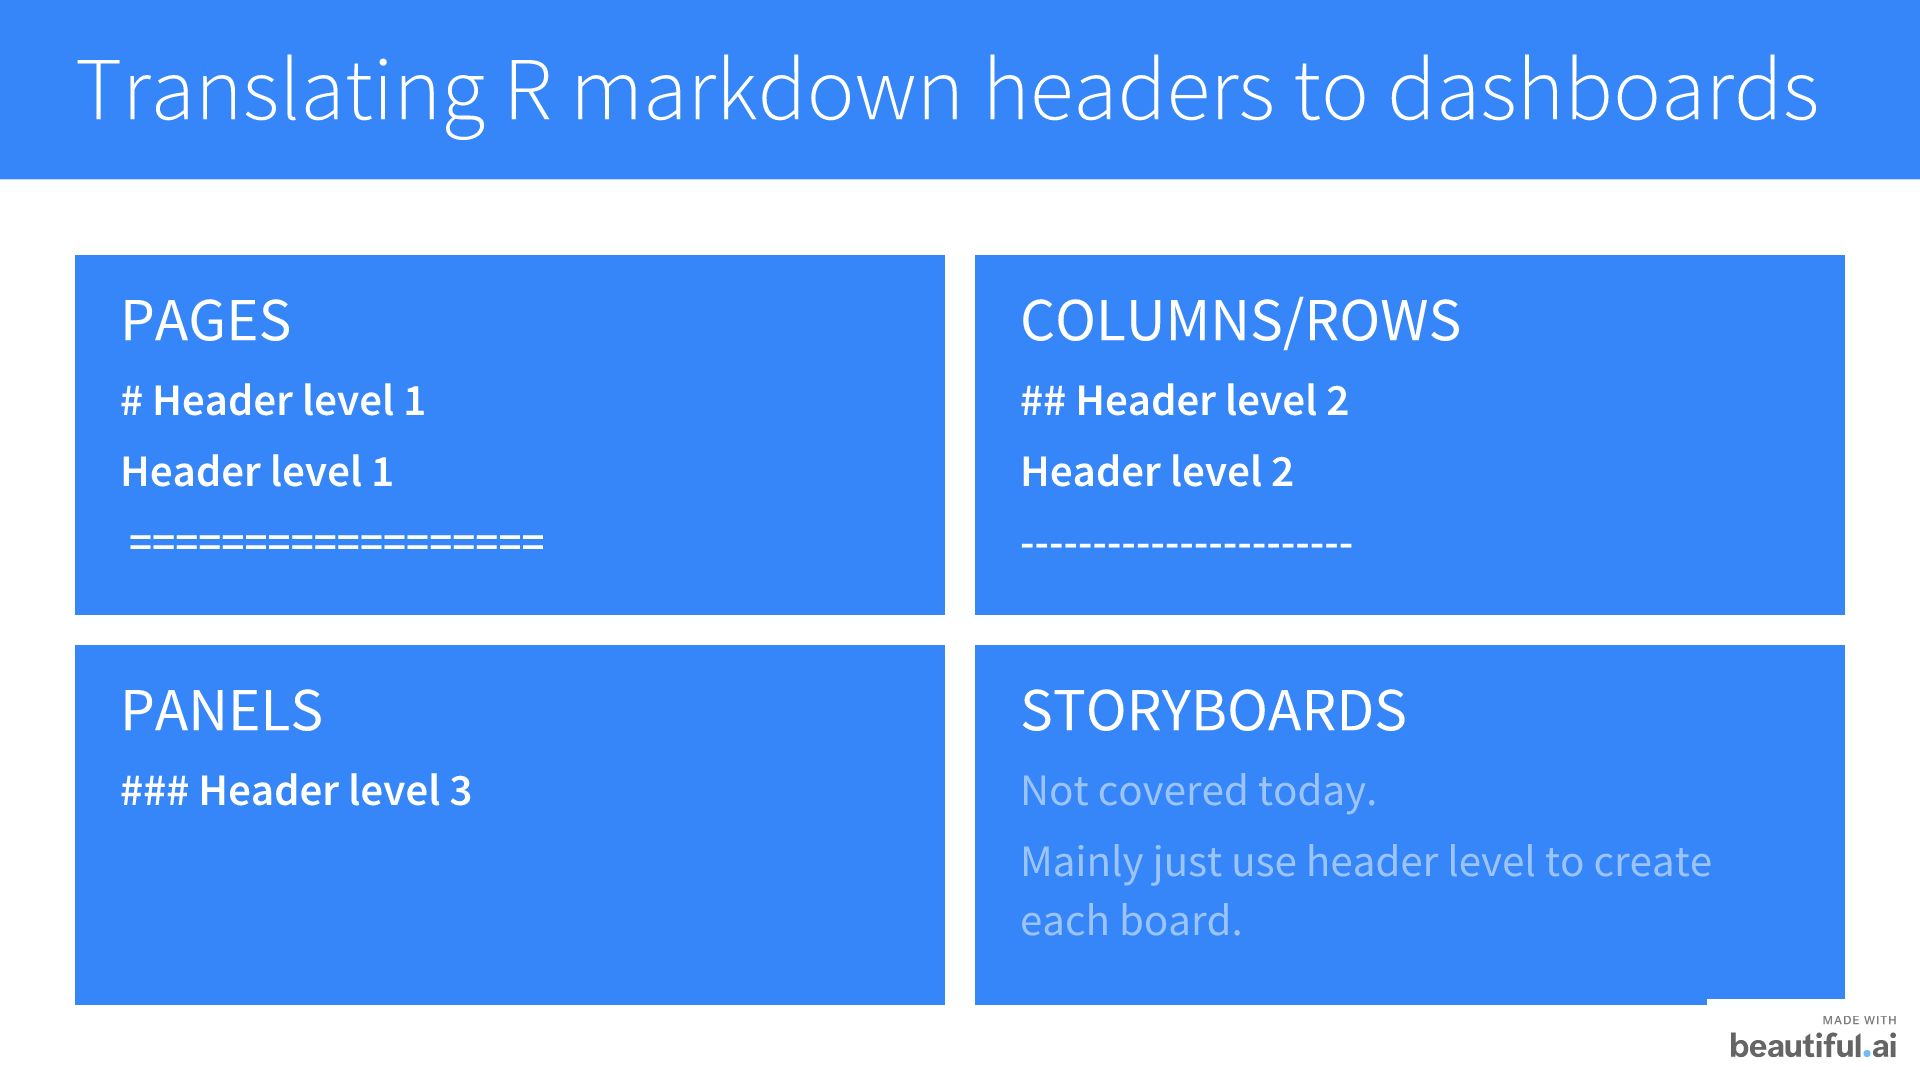 Translating R markdown headers to dashboards
PAGES
# Header level 1
Header level 1
==================
COLUMNS/ROWS
## Header level 2
Header level 2
-----------------------
PANELS
### Header level 3
STORYBOARDS
Not covered today.
Mainly just use header level to create
each board.
MADE WITH
beautiful.ai